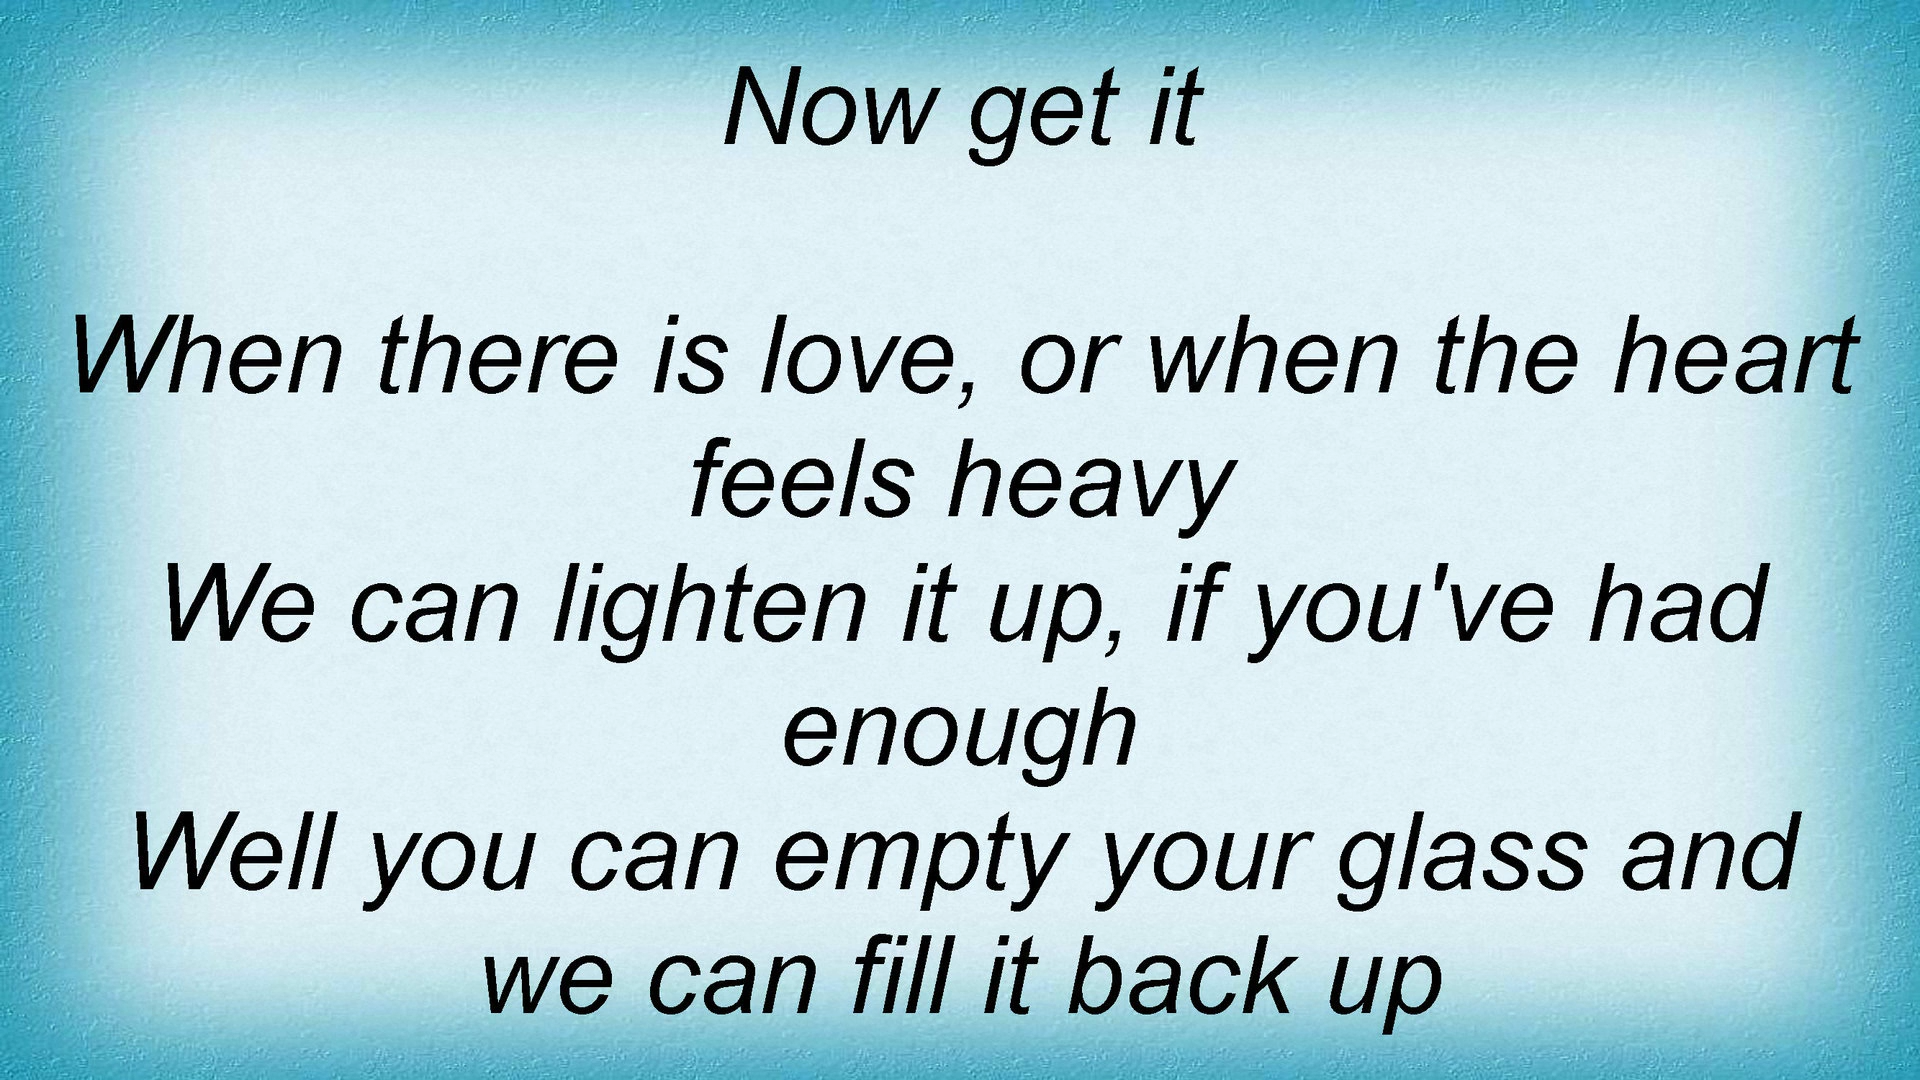 Now get it
When there is love, or when the heart
feels heavy
We can lighten it up, if you've had
enough
Well you can empty your glass and
we can fill it back up